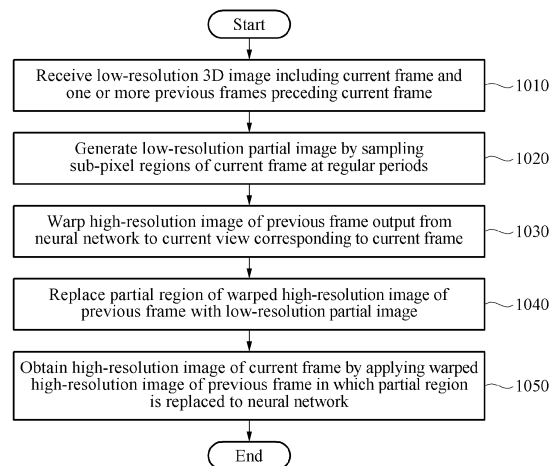 Start
Receive low-resolution 3D image including current frame and
one or more previous frames preceding current frame
1010
Generate low-resolution partial image by sampling
sub-pixel regions of current frame at regular periods
1020
Warp high-resolution image of previous frame output from
neural network to current view corresponding to current frame
1030
Replace partial region of warped high-resolution image of
previous frame with low-resolution partial image
1040
Obtain high-resolution image of current frame by applying warped
high-resolution image of previous frame in which partial region
is replaced to neural network
1050
End